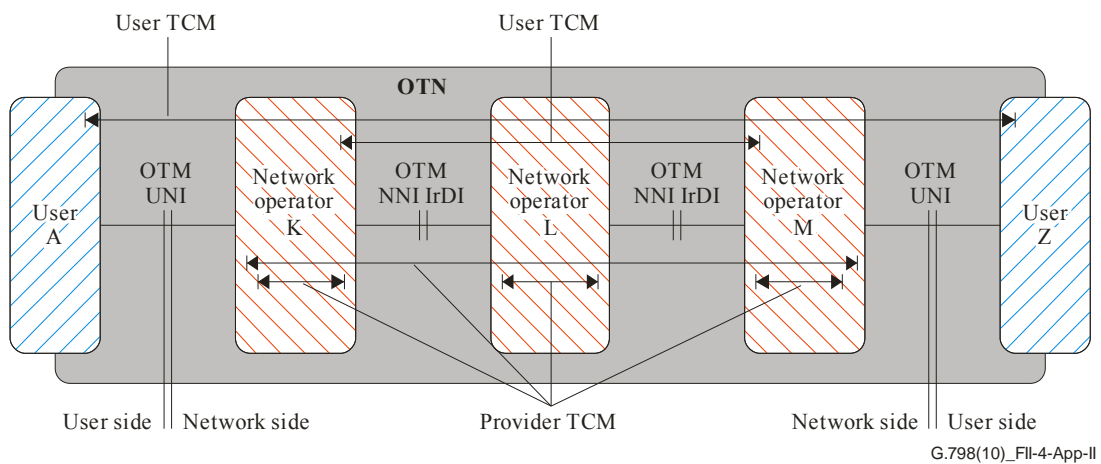 User TCM
User TCM
OTN
OTM
UNI
OTM
NNI IrDI
OTM
NNI IrDI
OTM
UNI
User
A
Network
operator
K
Network
operator
L
Network
operator
M
User
Z
User side
Network side
Provider TCM
Network side
User side
G.798(10)_FII-4-App-II